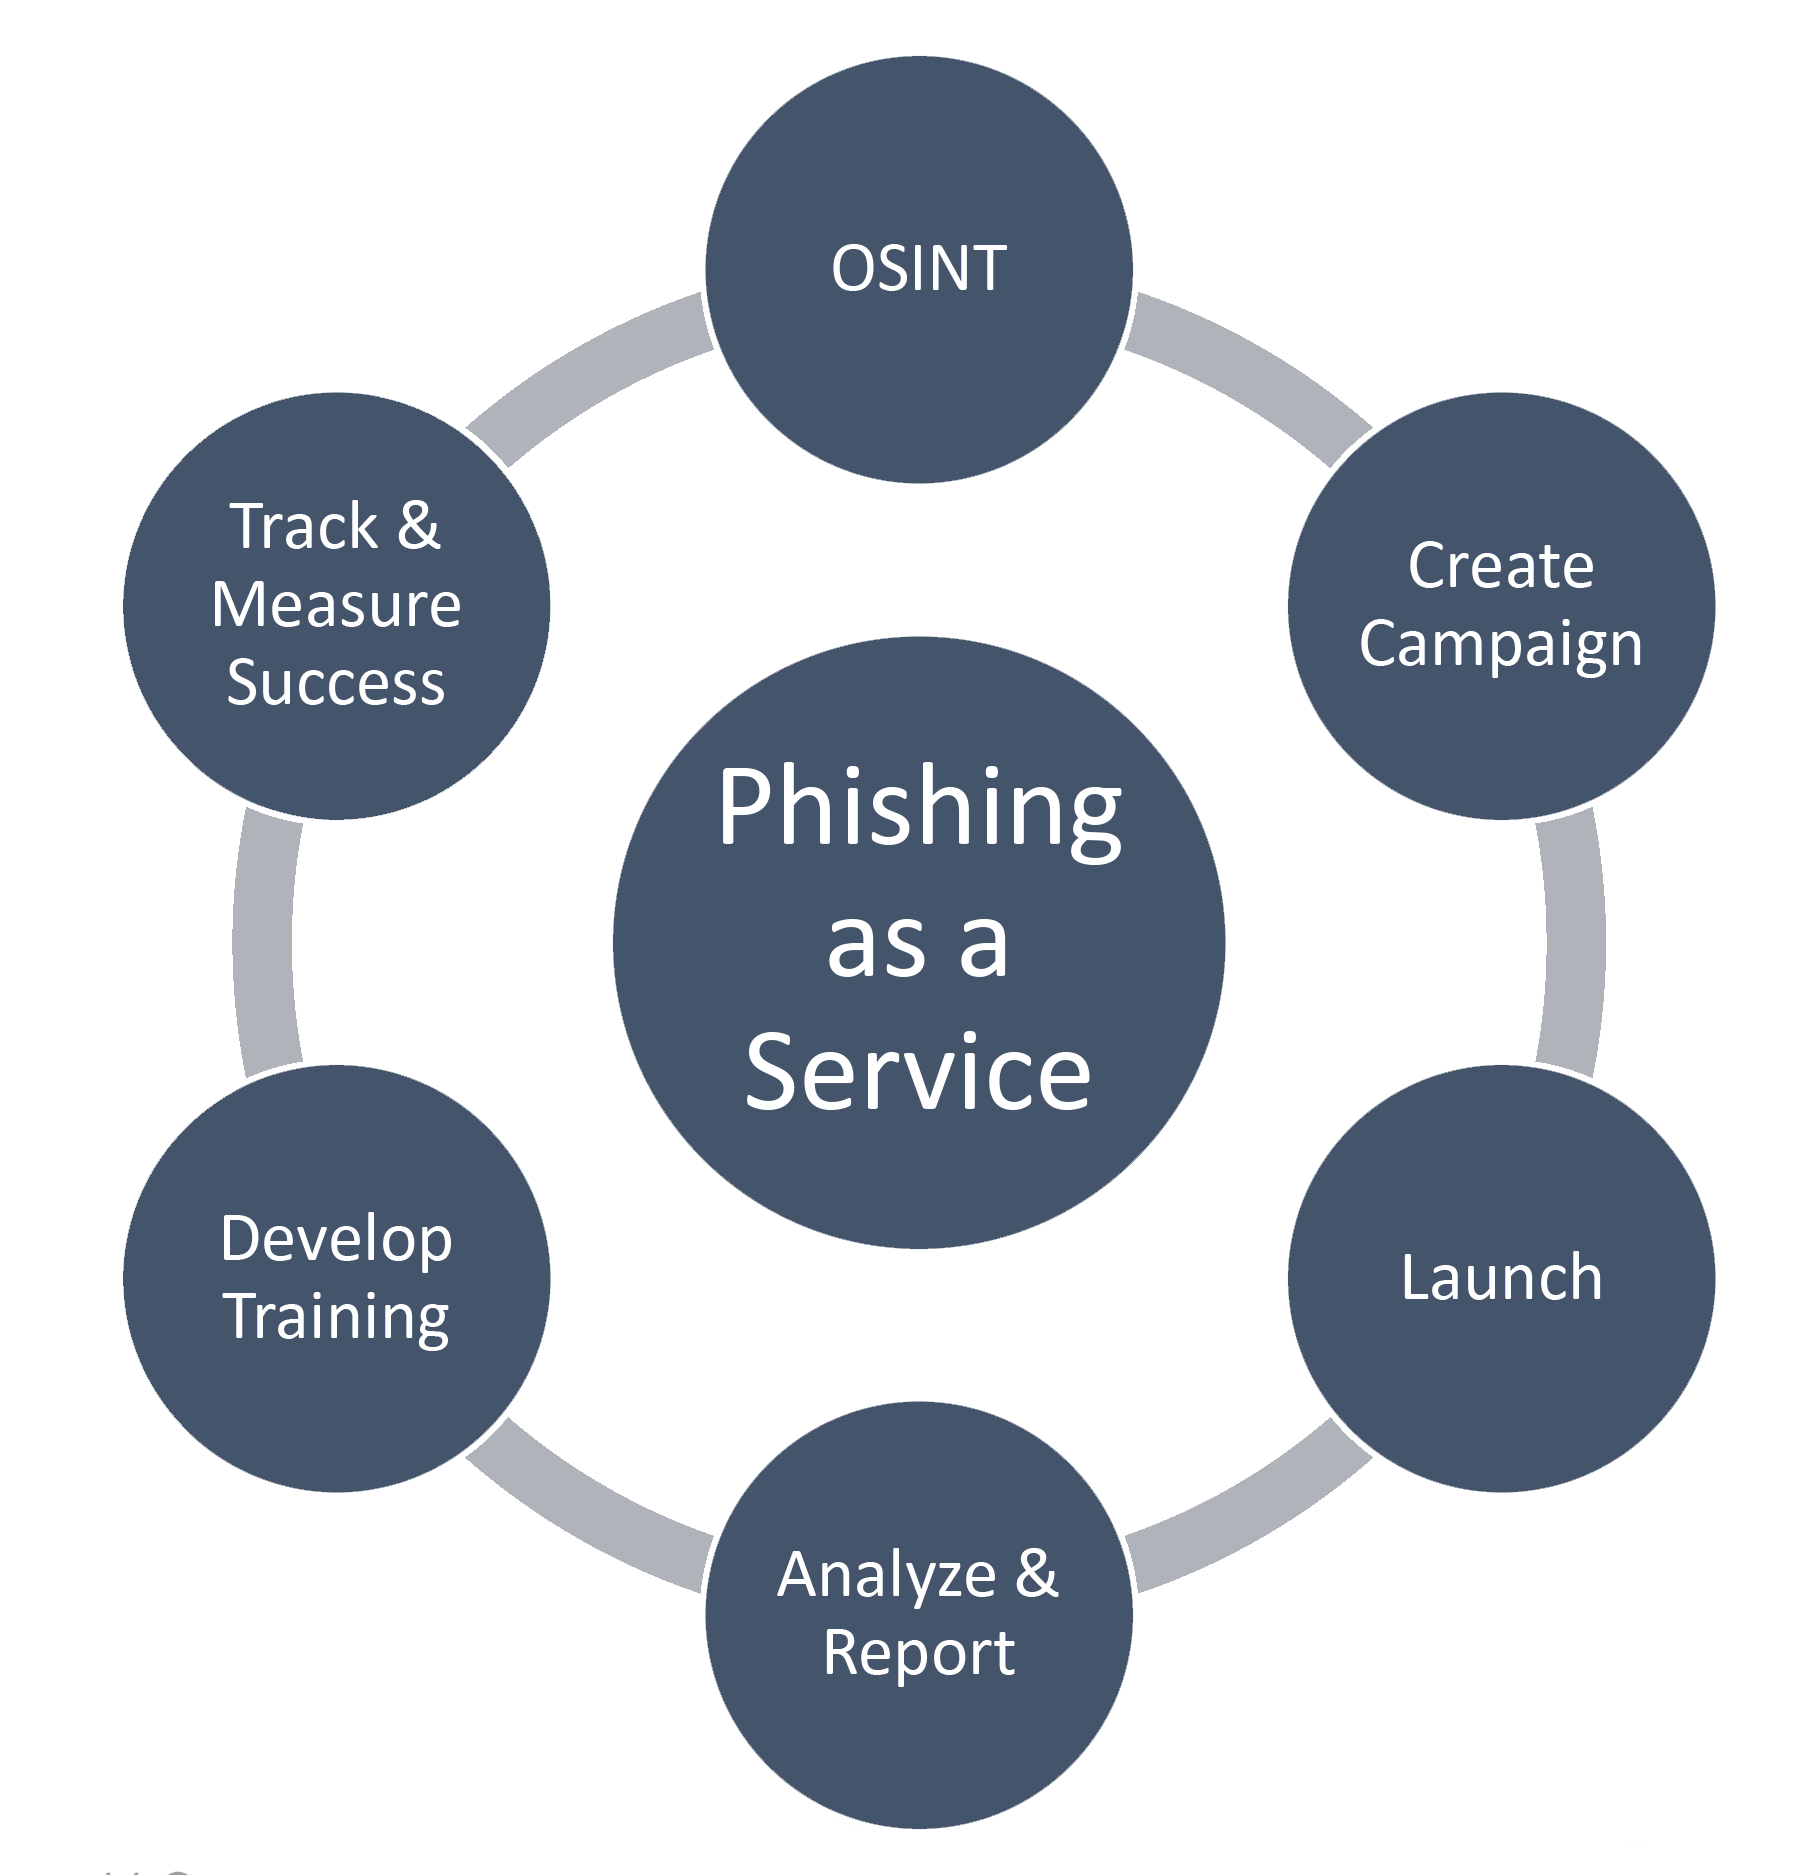 OSINT
Create
Campaign
Launch
Analyze &
Report
Develop
Training
Track &
Measure
Success
Phishing
as a
Service